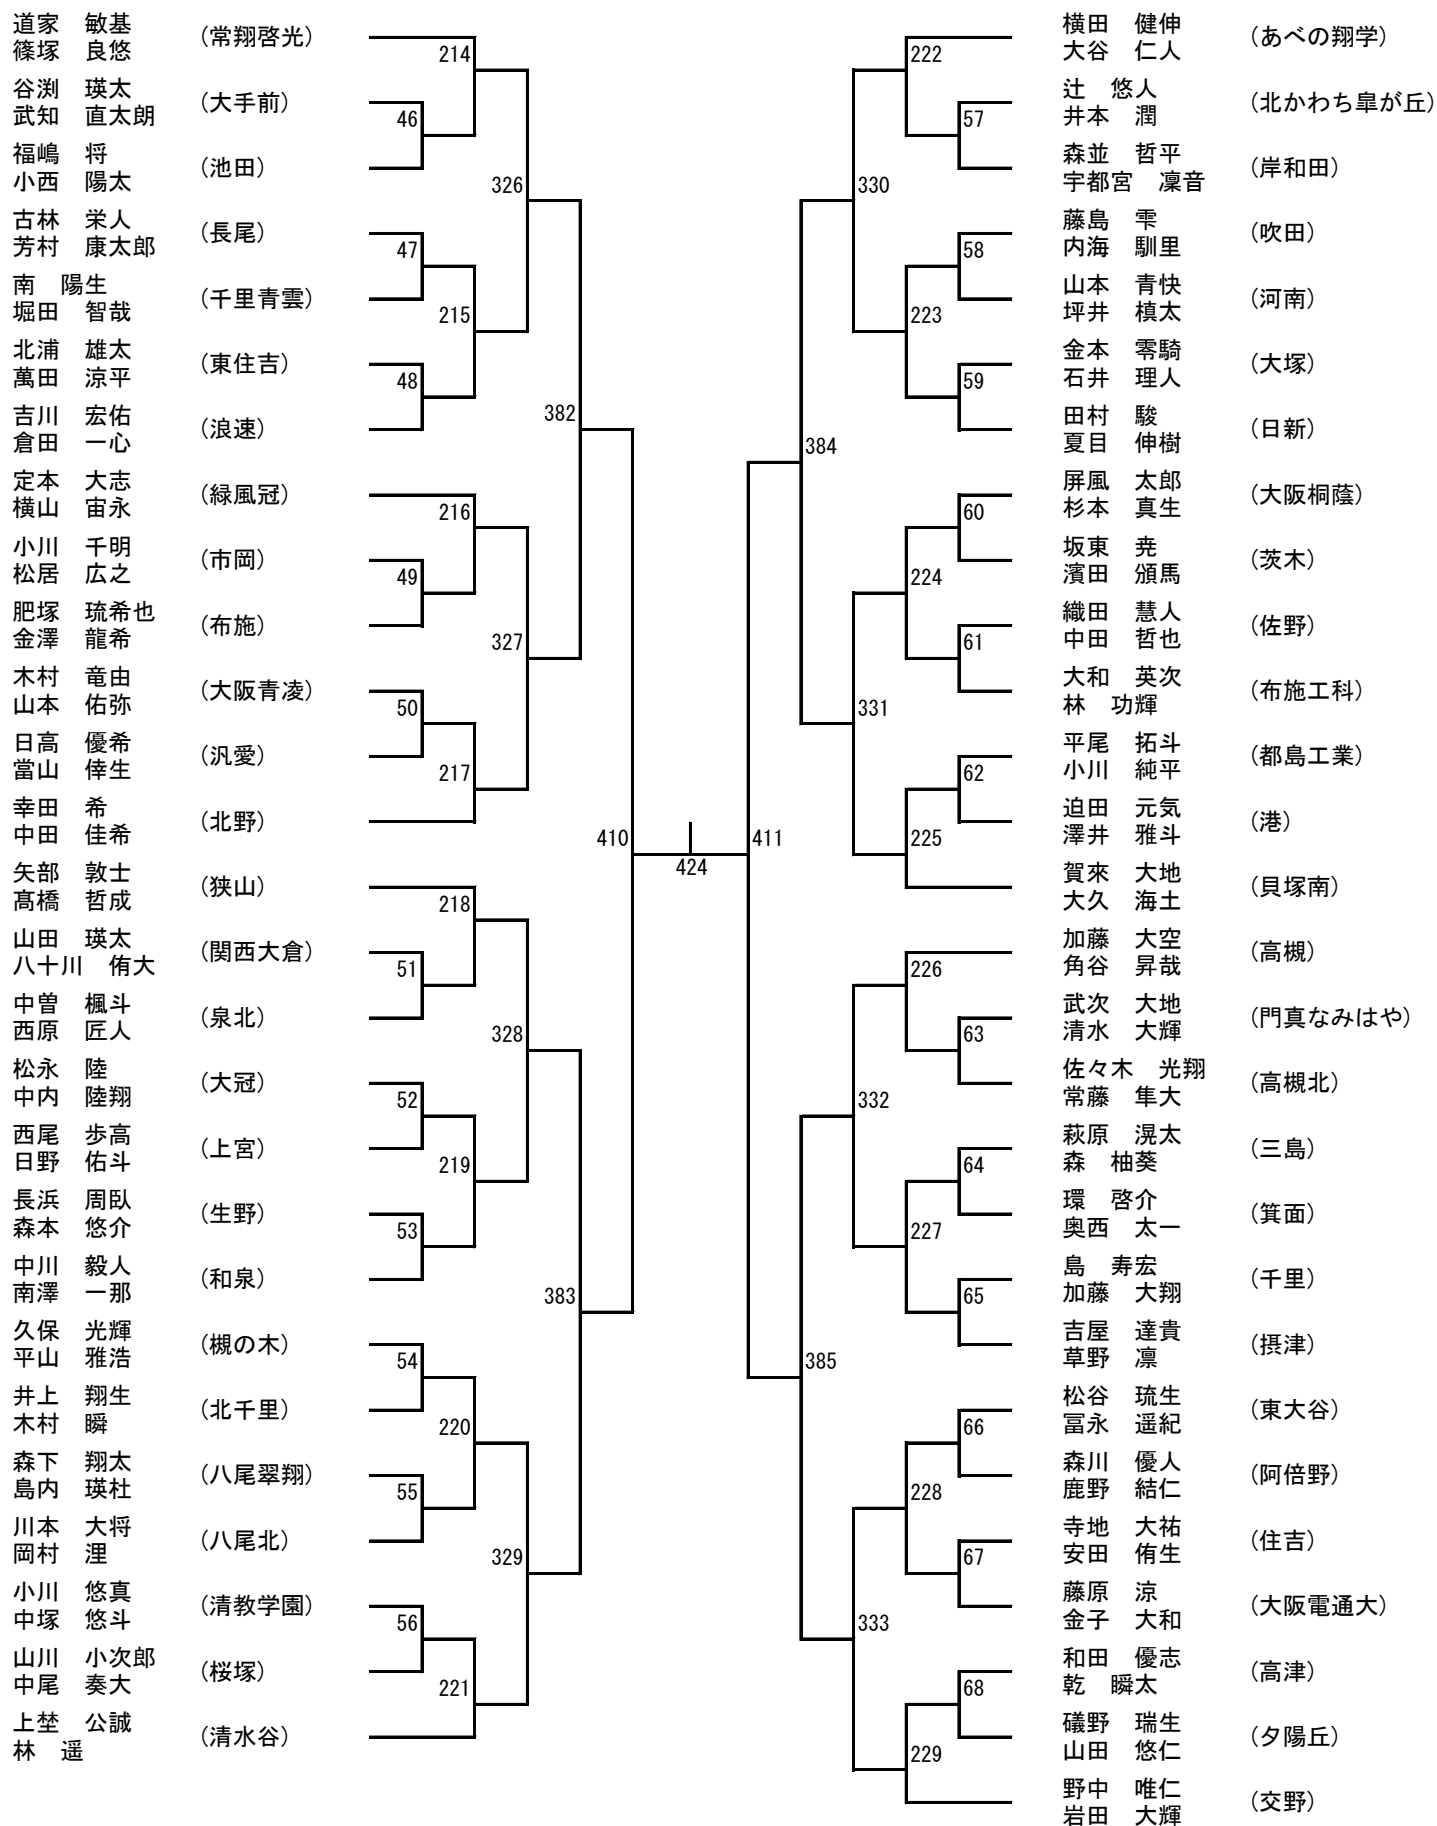 道家　敏基
篠塚　良悠
（常翔啓光）
谷渕　瑛太
武知　直太朗
（大手前）
福嶋　将
小西　陽太
（池田）
古林　栄人
芳村　康太郎
（長尾）
南　陽生
堀田　智哉
（千里青雲）
北浦　雄太
萬田　涼平
（東住吉）
吉川　宏佑
倉田　一心
（浪速）
定本　大志
横山　宙永
（緑風冠）
小川　千明
松居　広之
（市岡）
肥塚　琉希也
金澤　龍希
（布施）
木村　竜由
山本　佑弥
（大阪青凌）
日高　優希
當山　倖生
（汎愛）
幸田　希
中田　佳希
（北野）
矢部　敦士
髙橋　哲成
（狭山）
山田　瑛太
八十川　侑大
（関西大倉）
中曽　楓斗
西原　匠人
（泉北）
松永　陸
中内　陸翔
（大冠）
西尾　歩高
日野　佑斗
（上宮）
長浜　周臥
森本　悠介
（生野）
中川　毅人
南澤　一那
（和泉）
久保　光輝
平山　雅浩
（槻の木）
井上　翔生
木村　瞬
（北千里）
森下　翔太
島内　瑛杜
（八尾翠翔）
川本　大将
岡村　浬
（八尾北）
小川　悠真
中塚　悠斗
（清教学園）
山川　小次郎
中尾　奏大
（桜塚）
上埜　公誠
林　遥
（清水谷）
214
46
326
47
215
48
382
216
49
327
50
217
410
218
51
328
52
219
53
383
54
220
55
329
56
221
424
411
222
57
330
58
223
59
384
60
224
61
331
62
225
226
63
332
64
227
65
385
66
228
67
333
68
229
横田　健伸
大谷　仁人
（あべの翔学）
辻　悠人
井本　潤
（北かわち皐が丘）
森並　哲平
宇都宮　凜音
（岸和田）
藤島　雫
内海　馴里
（吹田）
山本　青快
坪井　槙太
（河南）
金本　零騎
石井　理人
（大塚）
田村　駿
夏目　伸樹
（日新）
屏風　太郎
杉本　真生
（大阪桐蔭）
坂東　尭
濱田　頒馬
（茨木）
織田　慧人
中田　哲也
（佐野）
大和　英次
林　功輝
（布施工科）
平尾　拓斗
小川　純平
（都島工業）
迫田　元気
澤井　雅斗
（港）
賀來　大地
大久　海土
（貝塚南）
加藤　大空
角谷　昇哉
（高槻）
武次　大地
清水　大輝
（門真なみはや）
佐々木　光翔
常藤　隼大
（高槻北）
萩原　滉太
森　柚葵
（三島）
環　啓介
奥西　太一
（箕面）
島　寿宏
加藤　大翔
（千里）
吉屋　達貴
草野　凛
（摂津）
松谷　琉生
冨永　遥紀
（東大谷）
森川　優人
鹿野　結仁
（阿倍野）
寺地　大祐
安田　侑生
（住吉）
藤原　涼
金子　大和
（大阪電通大）
和田　優志
乾　瞬太
（高津）
礒野　瑞生
山田　悠仁
（夕陽丘）
野中　唯仁
岩田　大輝
（交野）